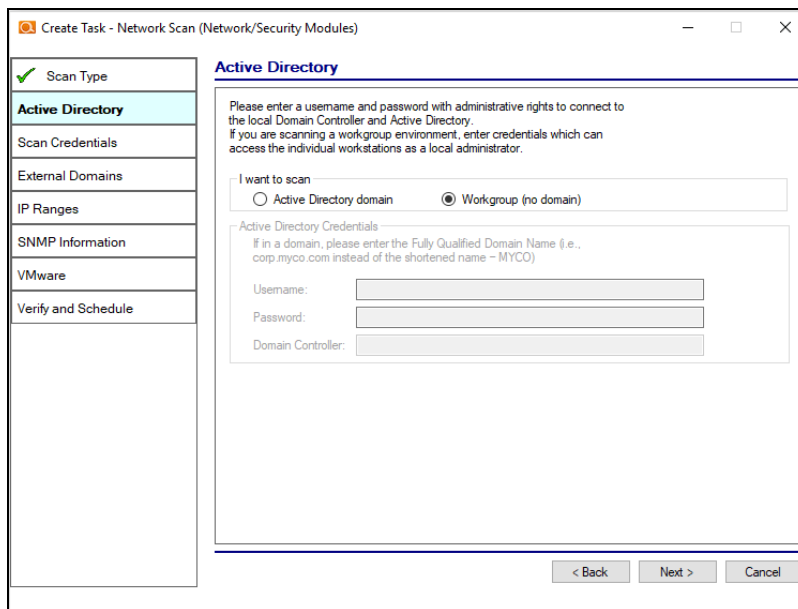 Create Task - Network Scan (Network/Security Modules)
Scan Type
Active Directory
Scan Credentials
External Domains
IP Ranges
SNMP Information
VMware
Verify and Schedule
Active Directory
Please enter a username and password with administrative rights to connect to
the local Domain Controller and Active Directory.
If you are scanning a workgroup environment, enter credentials which can
access the individual workstations as a local administrator.
I want to scan
Active Directory domain
Workgroup (no domain)
Active Directory Credentials
If in a domain, please enter the Fully Qualified Domain Name (i.e.,
corp.myco.com instead of the shortened name – MYCO)
Username:
Password:
Domain Controller:
< Back
Next >
Cancel